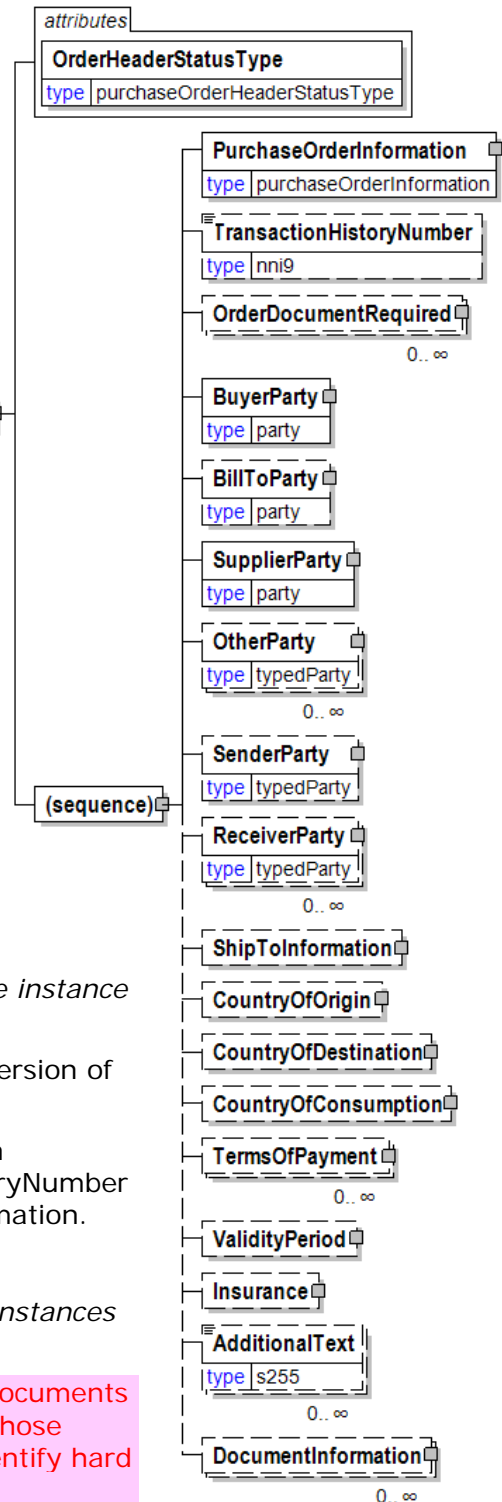 attributes
OrderHeaderStatusType
type purchaseOrderHeaderStatusType
PurchaseOrderInformation
type purchaseOrderInformation
TransactionHistoryNumber
type nni9
OrderDocumentRequired
0.. ∞
BuyerParty
type party
BillToParty
type party
SupplierParty
type party
OtherParty
type typedParty
0.. ∞
SenderParty
type typedParty
(sequence)
ReceiverParty
type typedParty
0.. ∞
ShipToInformation
CountryOfOrigin
CountryOfDestination
CountryOfConsumption
TermsOfPayment
0.. ∞
ValidityPeriod
Insurance
AdditionalText
type s255
0.. ∞
DocumentInformation
0.. ∞
instance
ersion of
ryNumber
mation.
nstances
ocuments
hose
entify hard